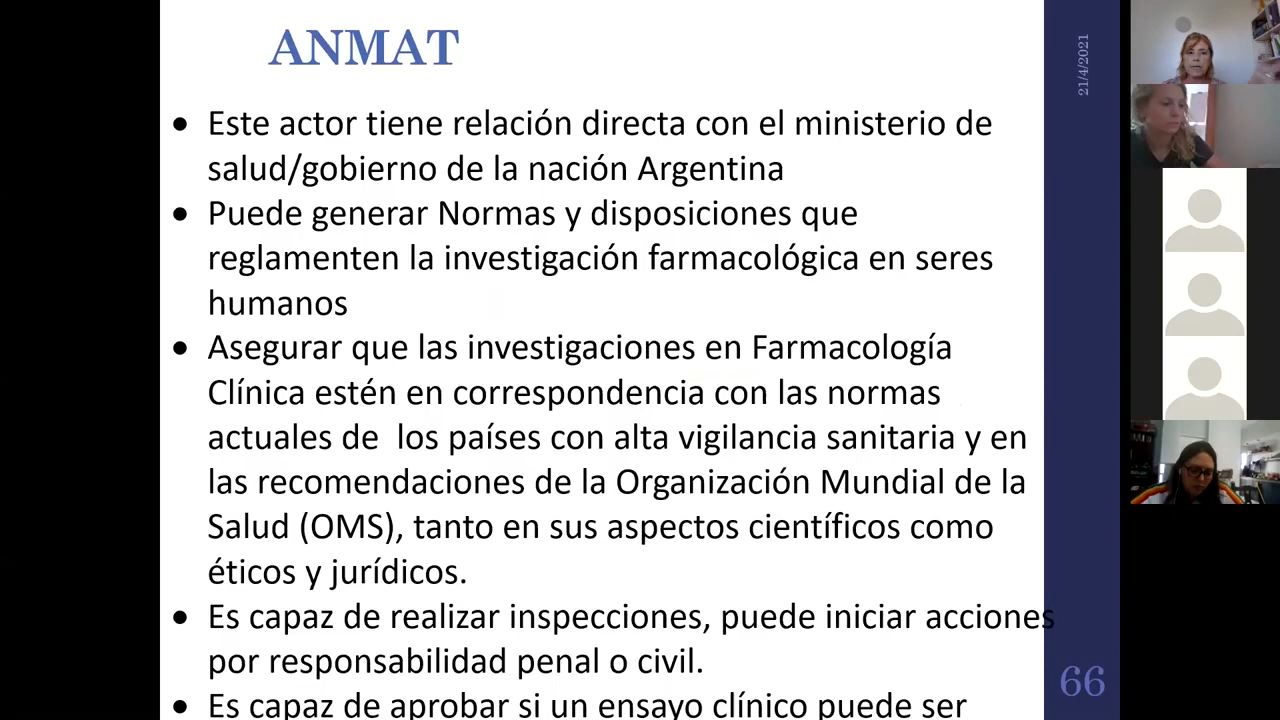 ANMAT
21/4/2021
• Este actor tiene relación directa con el ministerio de
salud/gobierno de la nación Argentina
• Puede generar Normas y disposiciones que
reglamenten la investigación farmacológica en seres
humanos
• Asegurar que las investigaciones en Farmacología
Clínica estén en correspondencia con las normas
actuales de  los países con alta vigilancia sanitaria y en
las recomendaciones de la Organización Mundial de la
Salud (OMS), tanto en sus aspectos científicos como
éticos y jurídicos.
• Es capaz de realizar inspecciones, puede iniciar acciones
por responsabilidad penal o civil.
• Es capaz de aprobar si un ensayo clínico puede ser
66